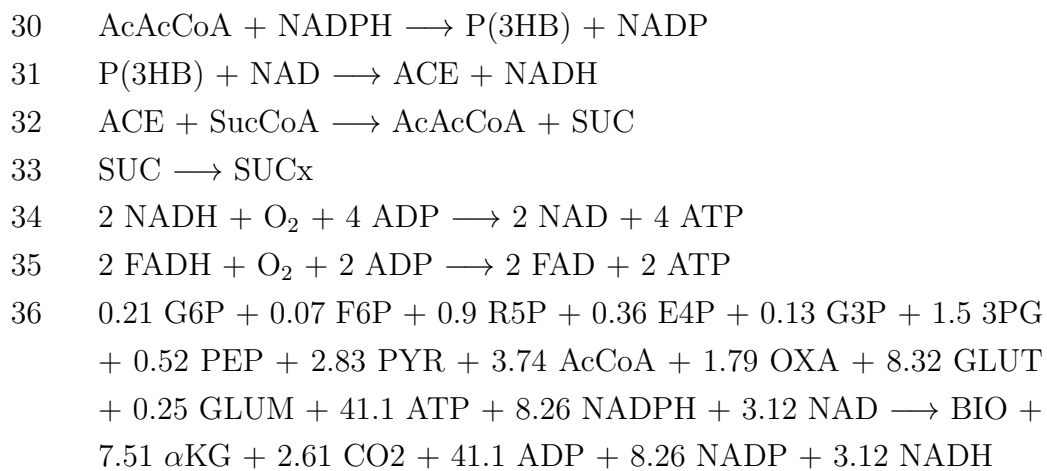 30 AcAcCoA + NADPH ⟶ P(3HB) + NADP
31 P(3HB) + NAD ⟶ ACE + NADH
32 ACE + SucCoA ⟶ AcAcCoA + SUC
33 SUC ⟶ SUCx
34 2 NADH + O₂ + 4 ADP ⟶ 2 NAD + 4 ATP
35 2 FADH + O₂ + 2 ADP ⟶ 2 FAD + 2 ATP
36 0.21 G6P + 0.07 F6P + 0.9 R5P + 0.36 E4P + 0.13 G3P + 1.5 3PG
+ 0.52 PEP + 2.83 PYR + 3.74 AcCoA + 1.79 OXA + 8.32 GLUT
+ 0.25 GLUM + 41.1 ATP + 8.26 NADPH + 3.12 NAD ⟶ BIO +
7.51 αKG + 2.61 CO2 + 41.1 ADP + 8.26 NADP + 3.12 NADH